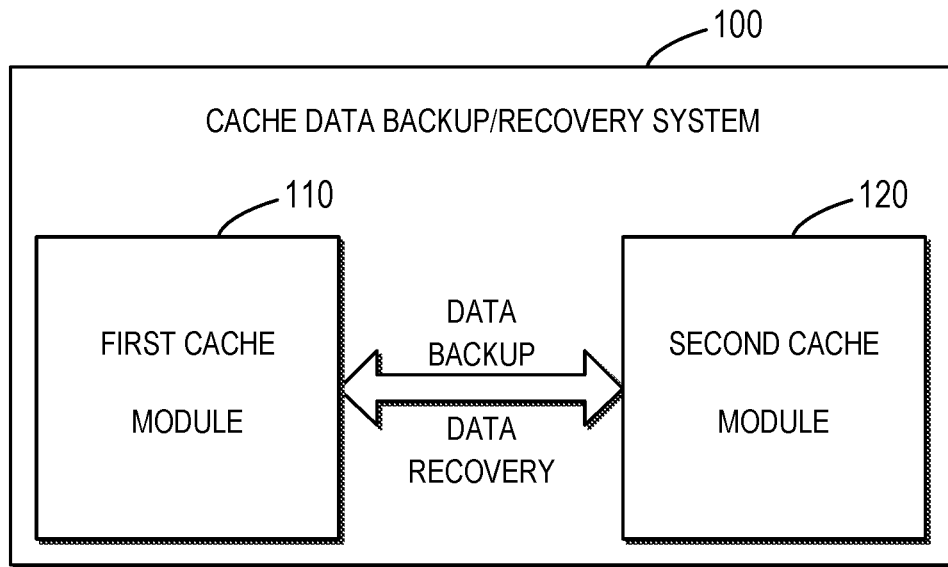 100
CACHE DATA BACKUP/RECOVERY SYSTEM
110
120
FIRST CACHE
MODULE
DATA
BACKUP
DATA
RECOVERY
SECOND CACHE
MODULE